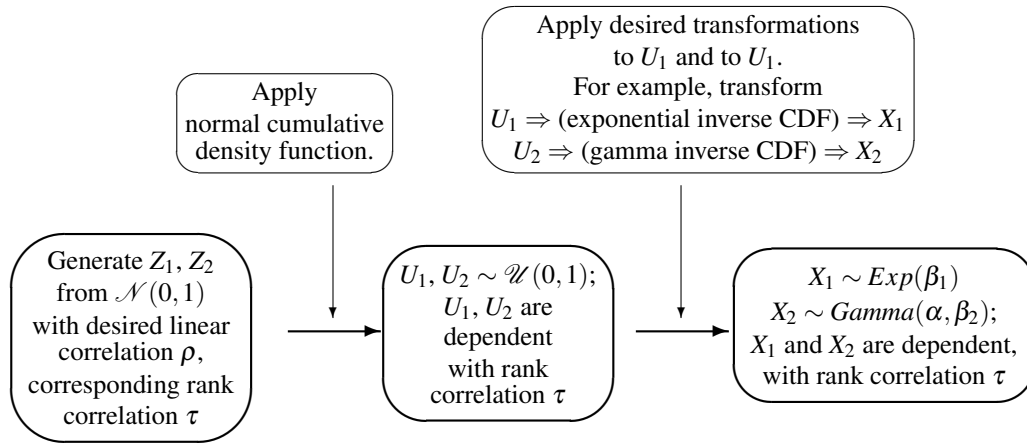 Apply
normal cumulative
density function.
Apply desired transformations
to U₁ and to U₁.
For example, transform
U₁ ⇒ (exponential inverse CDF) ⇒ X₁
U₂ ⇒ (gamma inverse CDF) ⇒ X₂
Generate Z₁, Z₂
from 𝒩(0,1)
with desired linear
correlation ρ,
corresponding rank
correlation τ
U₁, U₂ ∼ 𝒰(0,1);
U₁, U₂ are
dependent
with rank
correlation τ
X₁ ∼ Exp(β₁)
X₂ ∼ Gamma(α,β₂);
X₁ and X₂ are dependent,
with rank correlation τ